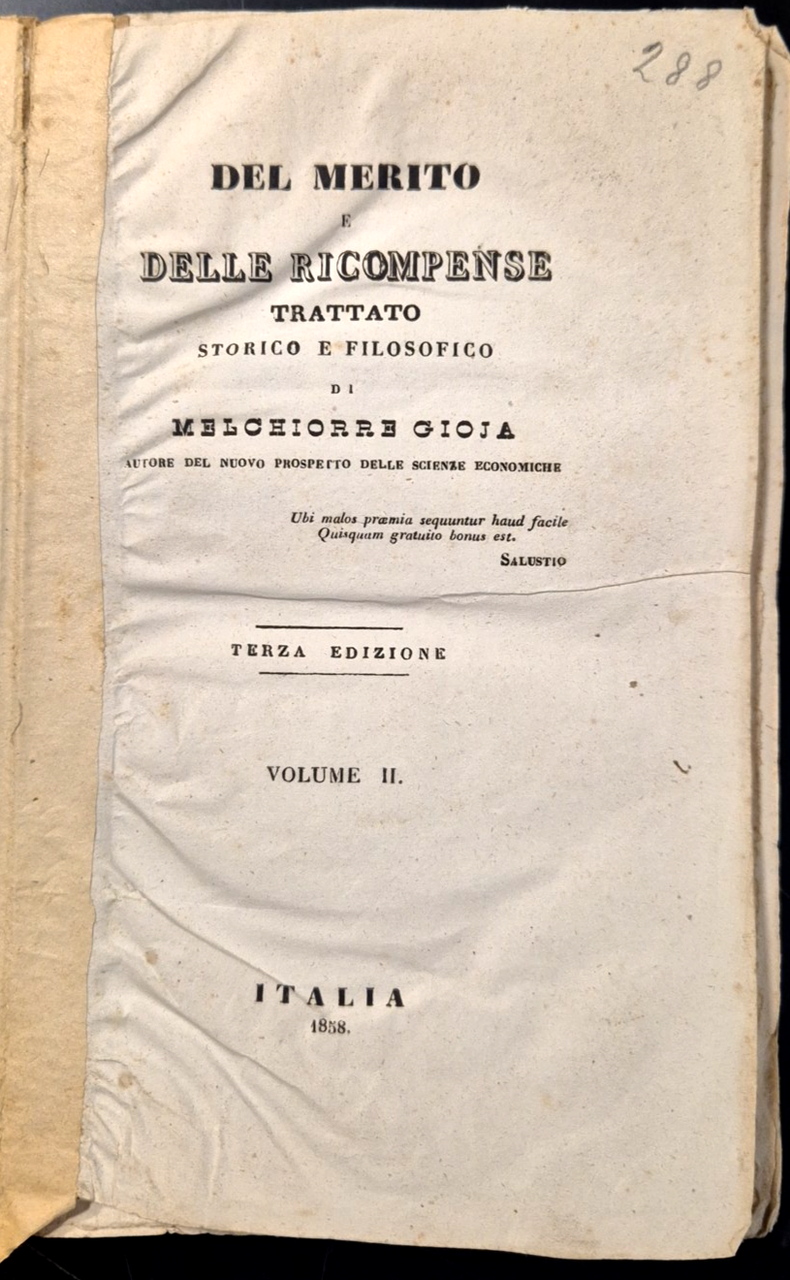 288
DEL MERITO
E
DELLE RICOMPENSE
TRATTATO
STORICO E FILOSOFICO
DI
MELCHIORRE GIOJA
AUTORE DEL NUOVO PROSPETTO DELLE SCIENZE ECONOMICHE
Ubi malos præmia sequuntur haud facile
Quisquam gratuito bonus est.
SALUSTIO
TERZA EDIZIONE
VOLUME II.
ITALIA
1858.